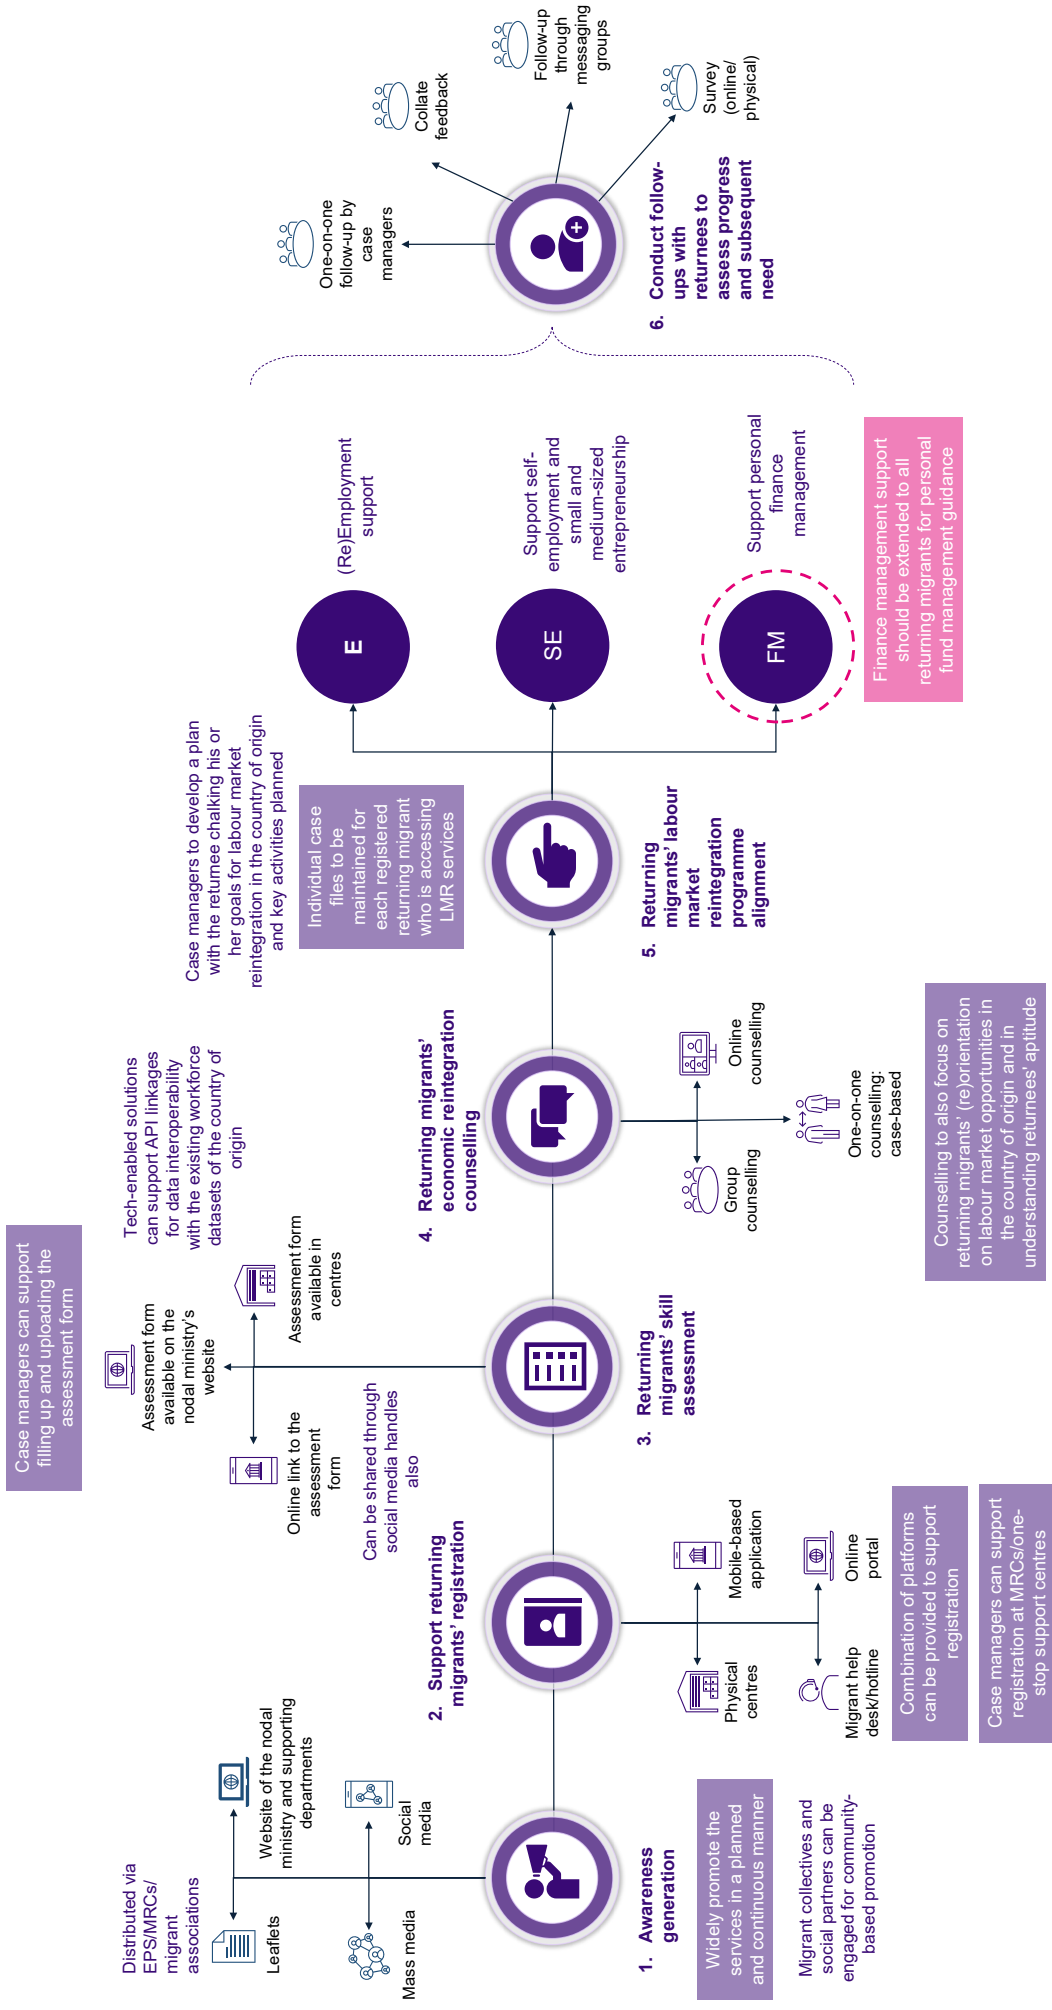 Distributed via
EPS/MRCs/
migrant
associations
Leaflets
Website of the nodal
ministry and supporting
departments
Mass media
Social
media
1. Awareness
generation
Widely promote the
services in a planned
and continuous manner
Migrant collectives and
social partners can be
engaged for community-
based promotion
2. Support returning
migrants’ registration
Physical
centres
Mobile-based
application
Migrant help
desk/hotline
Online
portal
Combination of platforms
can be provided to support
registration
Case managers can support
registration at MRCs/one-
stop support centres
Case managers can support
filling up and uploading the
assessment form
Assessment form
available on the
nodal ministry’s
website
Online link to the
assessment
form
Assessment form
available in
centres
Can be shared through
social media handles
also
3. Returning
migrants’ skill
assessment
Tech-enabled solutions
can support API linkages
for data interoperability
with the existing workforce
datasets of the country of
origin
4. Returning migrants’
economic reintegration
counselling
Group
counselling
Online
counselling
One-on-one
counselling:
case-based
Counselling to also focus on
returning migrants’ (re)orientation
on labour market opportunities in
the country of origin and in
understanding returnees’ aptitude
Case managers to develop a plan
with the returnee chalking his or
her goals for labour market
reintegration in the country of origin
and key activities planned
Individual case
files to be
maintained for
each registered
returning migrant
who is accessing
LMR services
5. Returning
migrants’ labour
market
reintegration
programme
alignment
E
(Re)Employment
support
SE
Support self-
employment and
small and
medium-sized
entrepreneurship
FM
Support personal
finance
management
Finance management support
should be extended to all
returning migrants for personal
fund management guidance
One-on-one
follow-up by
case
managers
Collate
feedback
Follow-up
through
messaging
groups
Survey
(online/
physical)
6. Conduct follow-
ups with
returnees to
assess progress
and subsequent
need